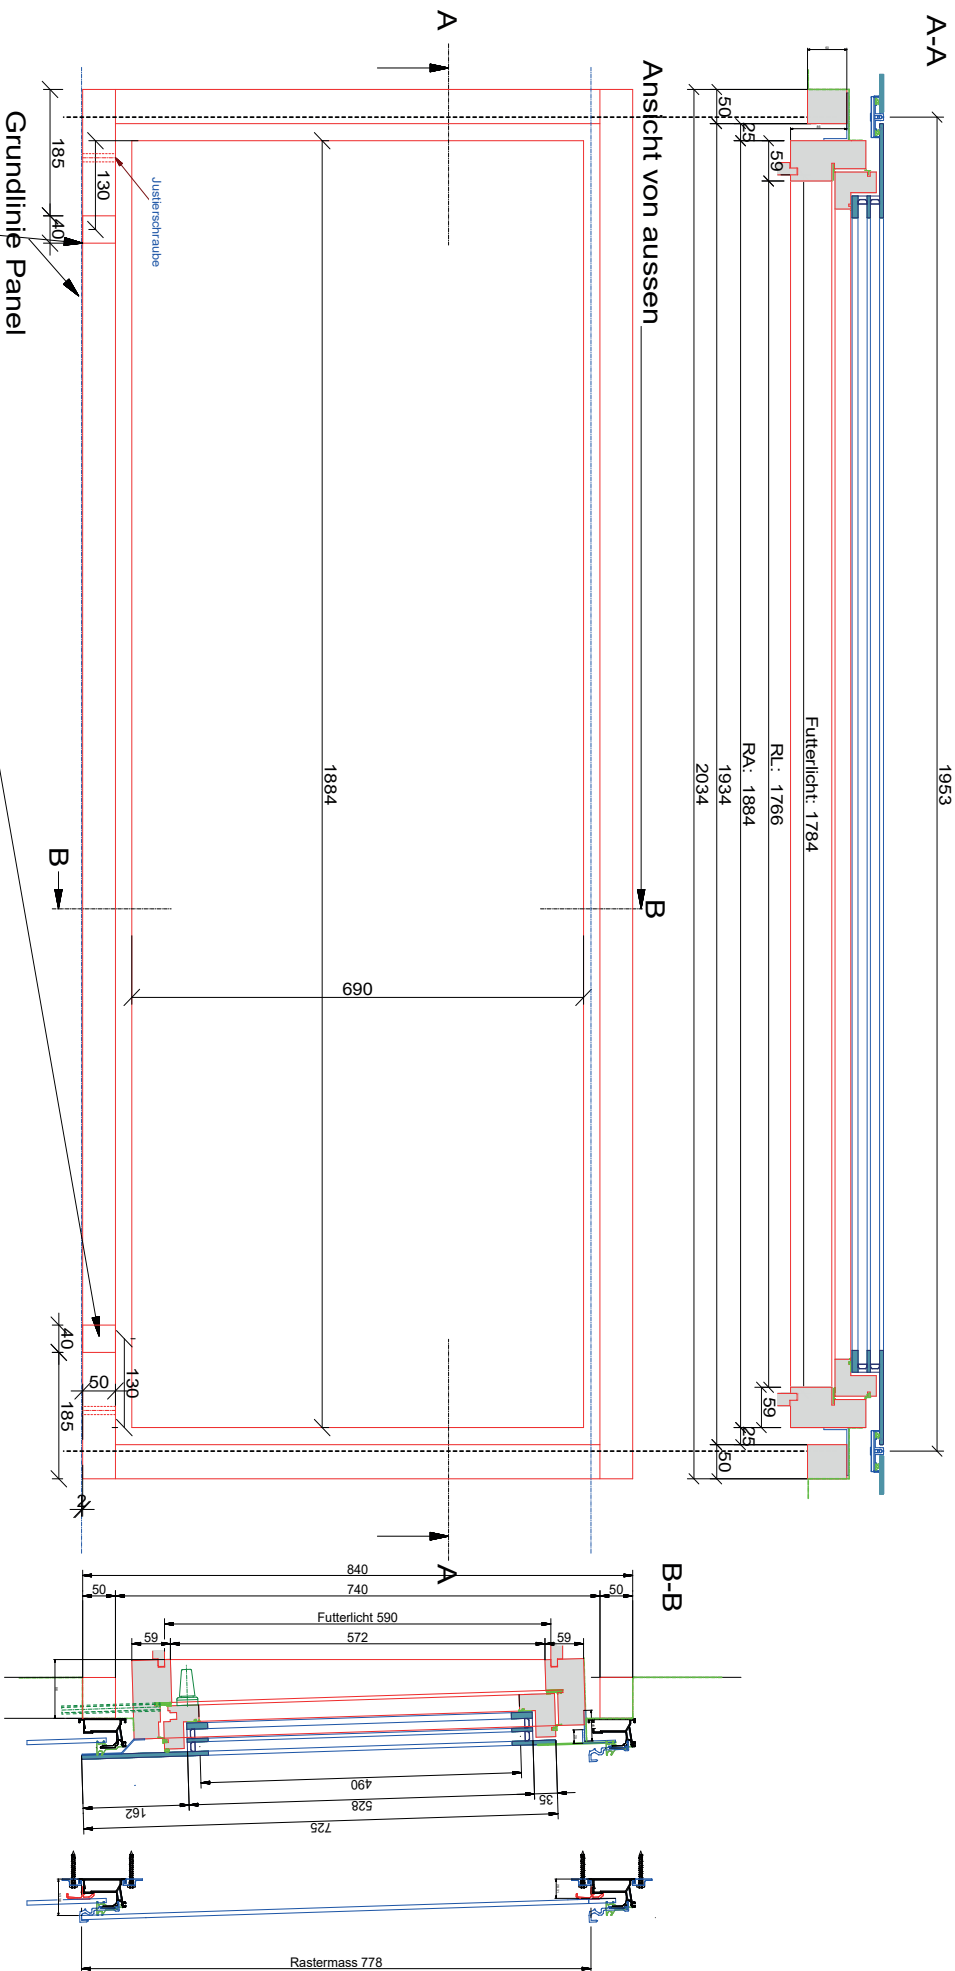 A-A
1953
Futterlicht: 1784
RL: 1766
RA: 1884
1934
2034
50
25
59
59
25
50
Ansicht von aussen
A
A
B
B
1884
690
Justierschraube
130
185
40
Grundlinie Panel
40
130
50
185
2
B-B
840
50
740
50
Futterlicht 590
59
572
59
490
35
528
162
725
Rastermass 778